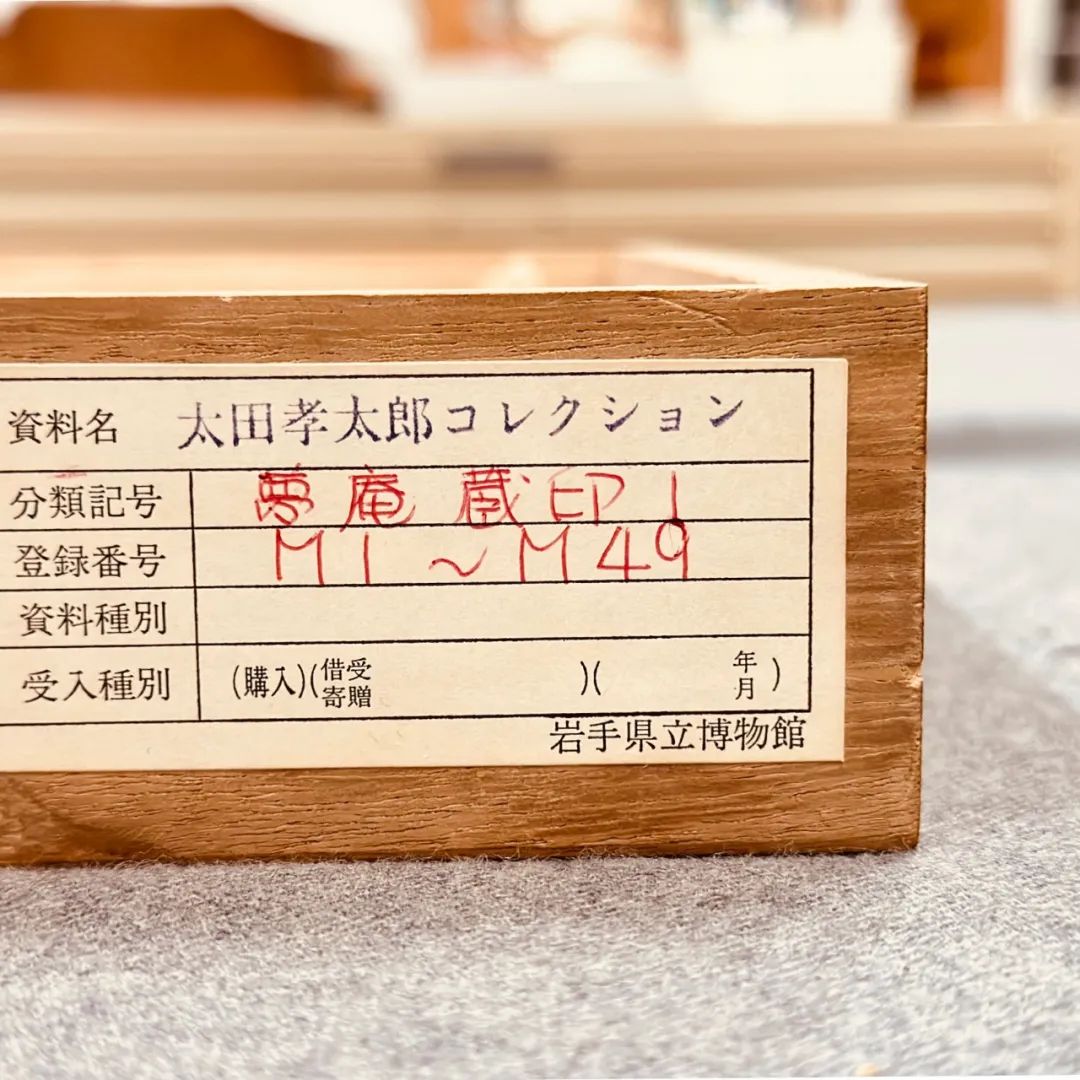 資料名 太田孝太郎コレクション
分類記号 夢庵 蔵印 1
登録番号 M1～M49
資料種別
受入種別 (購入)(借受 寄贈 )( 年 月 )
岩手県立博物館